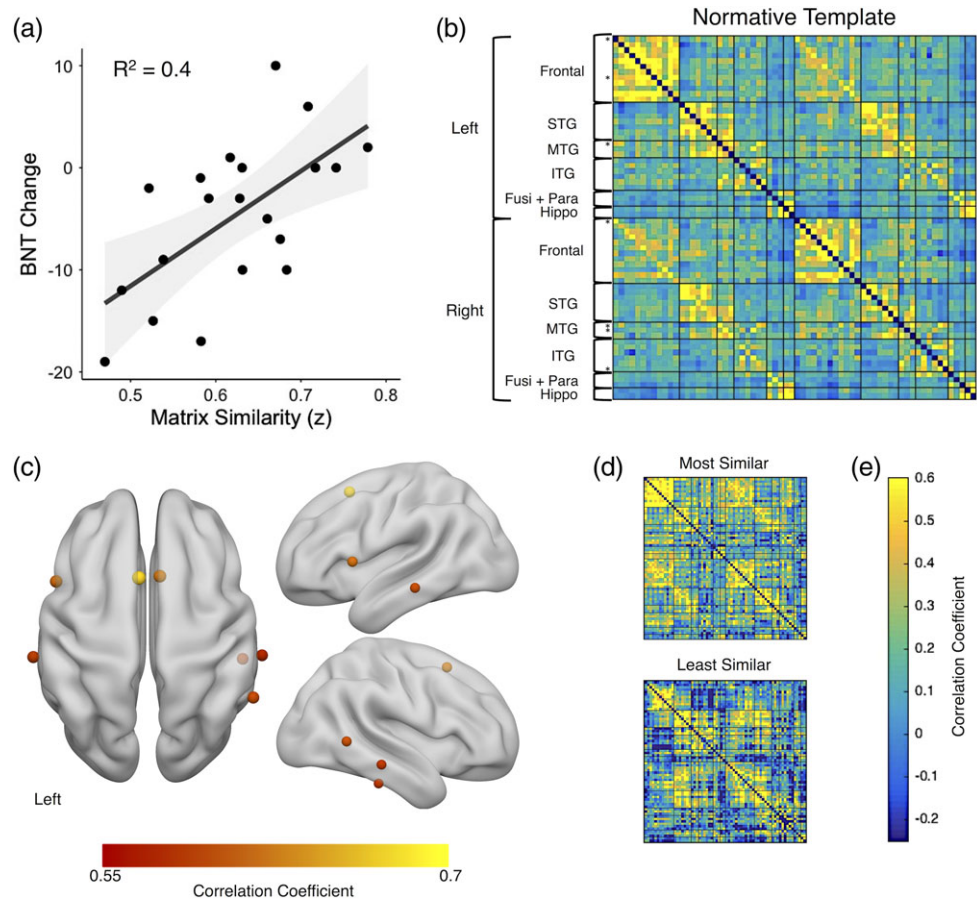 (a)
R² = 0.4
BNT Change
10
0
-10
-20
0.5 0.6 0.7 0.8
Matrix Similarity (z)
(b)
Normative Template
Left
Frontal
STG
MTG
ITG
Fusi + Para
Hippo
Right
Frontal
STG
MTG
ITG
Fusi + Para
Hippo
*
*
*
*
*
*
*
(c)
Left
0.55 0.7
Correlation Coefficient
(d)
Most Similar
Least Similar
(e)
0.6
0.5
0.4
0.3
0.2
0.1
0
-0.1
-0.2
Correlation Coefficient